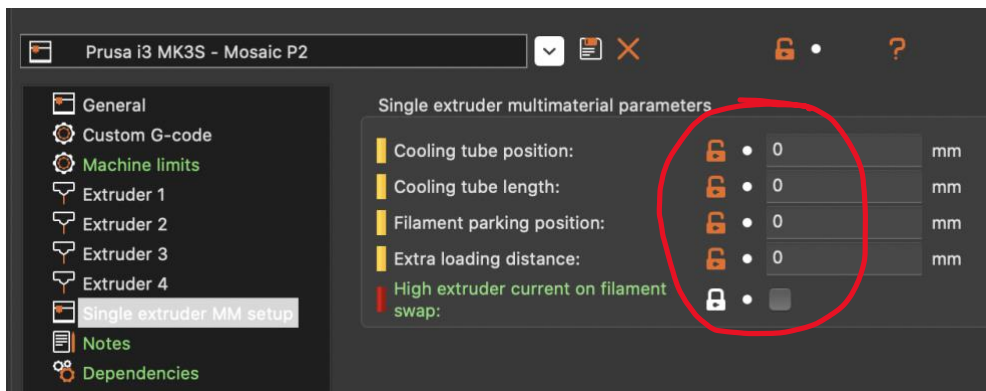 Prusa i3 MK3S - Mosaic P2
?
General
Custom G-code
Machine limits
Extruder 1
Extruder 2
Extruder 3
Extruder 4
Single extruder MM setup
Notes
Dependencies
Single extruder multimaterial parameters
Cooling tube position: 0 mm
Cooling tube length: 0 mm
Filament parking position: 0 mm
Extra loading distance: 0 mm
High extruder current on filament
swap: